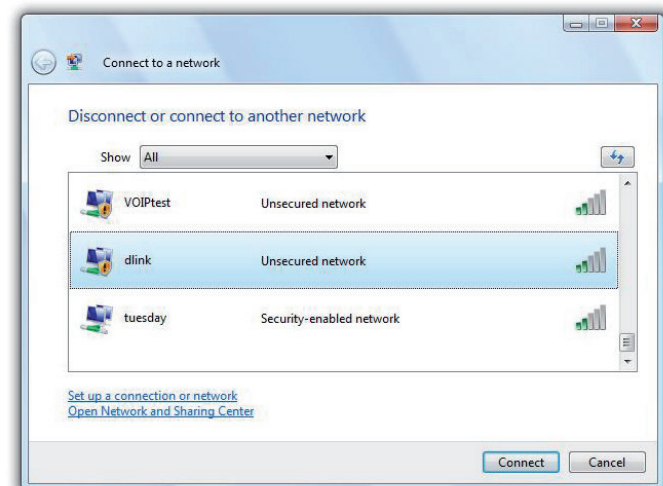 Connect to a network
Disconnect or connect to another network
Show All
VOIPtest Unsecured network
dlink Unsecured network
tuesday Security-enabled network
Set up a connection or network
Open Network and Sharing Center
Connect Cancel